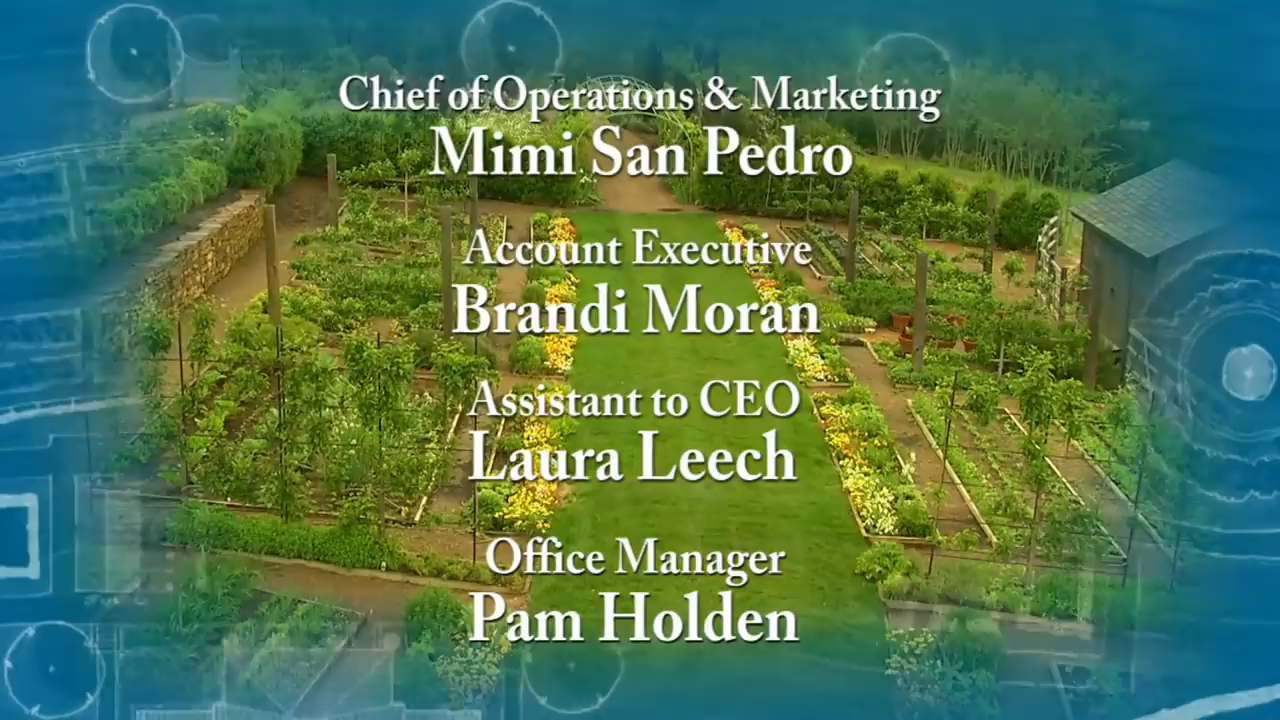 Chief of Operations & Marketing
Mimi San Pedro
Account Executive
Brandi Moran
Assistant to CEO
Laura Leech
Office Manager
Pam Holden